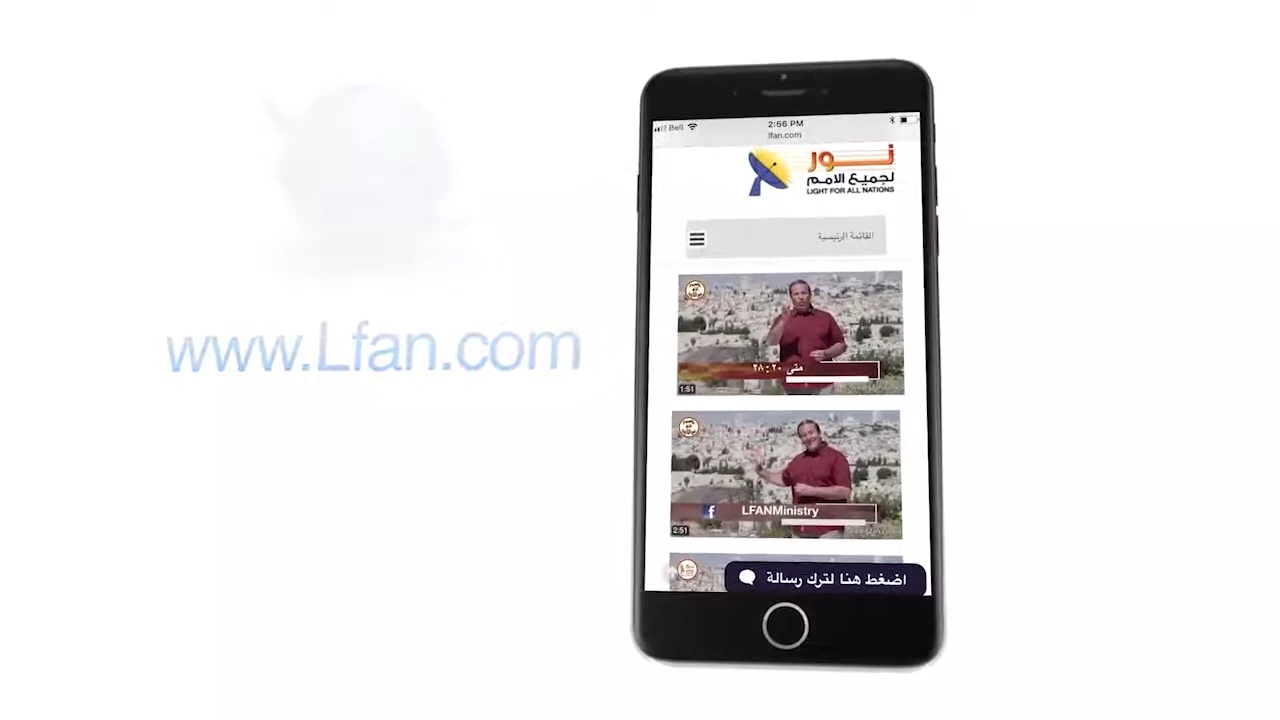 www.Lfan.com
Bell
2:56 PM
lfan.com
نور
لجميع الامم
LIGHT FOR ALL NATIONS
القائمة الرئيسية
متى ٢٨:٢٠
1:51
LFANMinistry
2:51
اضغط هنا لترك رسالة